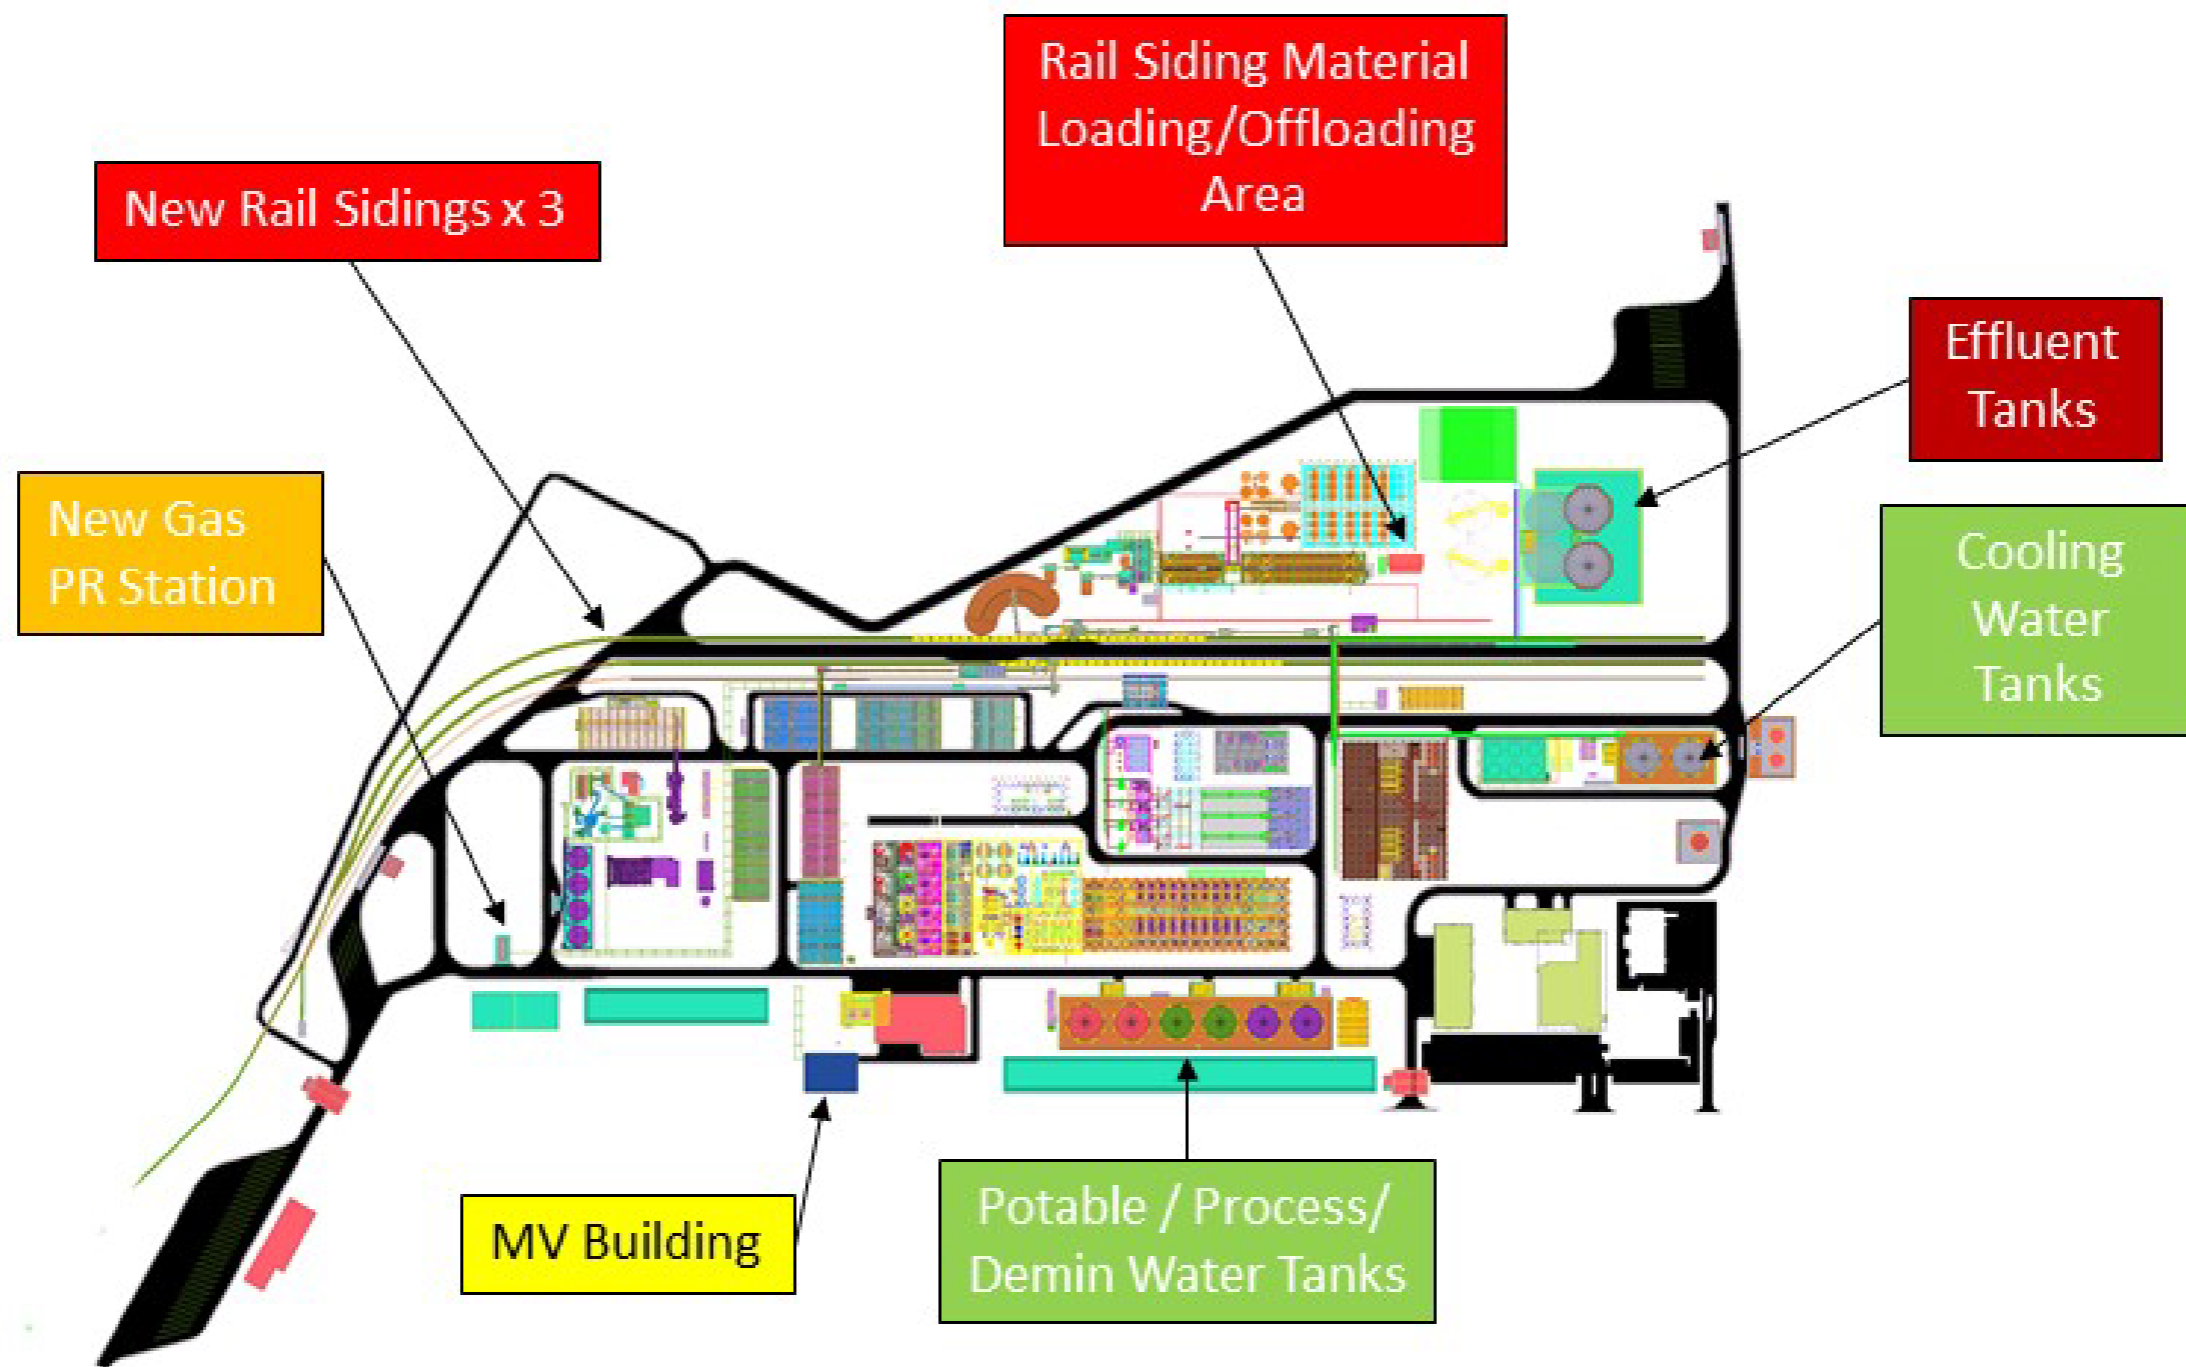 Rail Siding Material
Loading/Offloading
Area
New Rail Sidings x 3
Effluent
Tanks
New Gas
PR Station
Cooling
Water
Tanks
MV Building
Potable / Process/
Demin Water Tanks